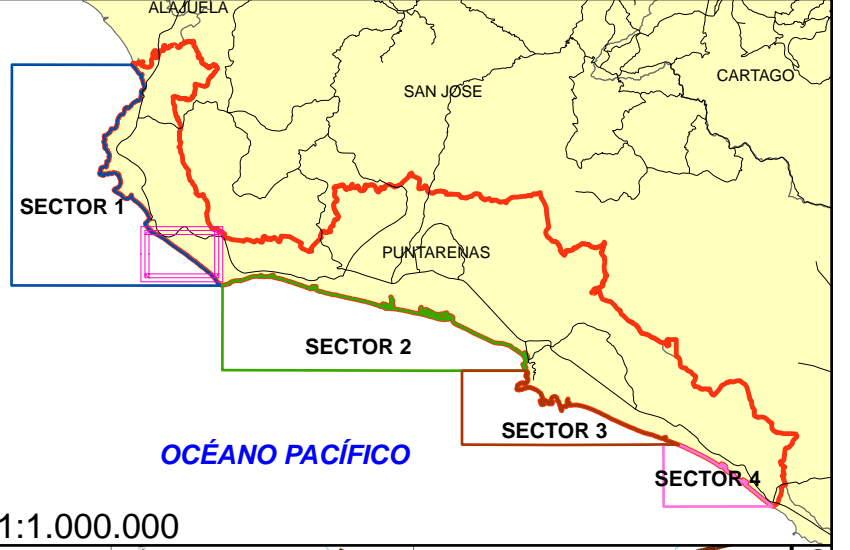 ALAJUELA
CARTAGO
SAN JOSE
SECTOR 1
PUNTARENAS
SECTOR 2
SECTOR 3
OCÉANO PACÍFICO
SECTOR 4
1:1.000.000